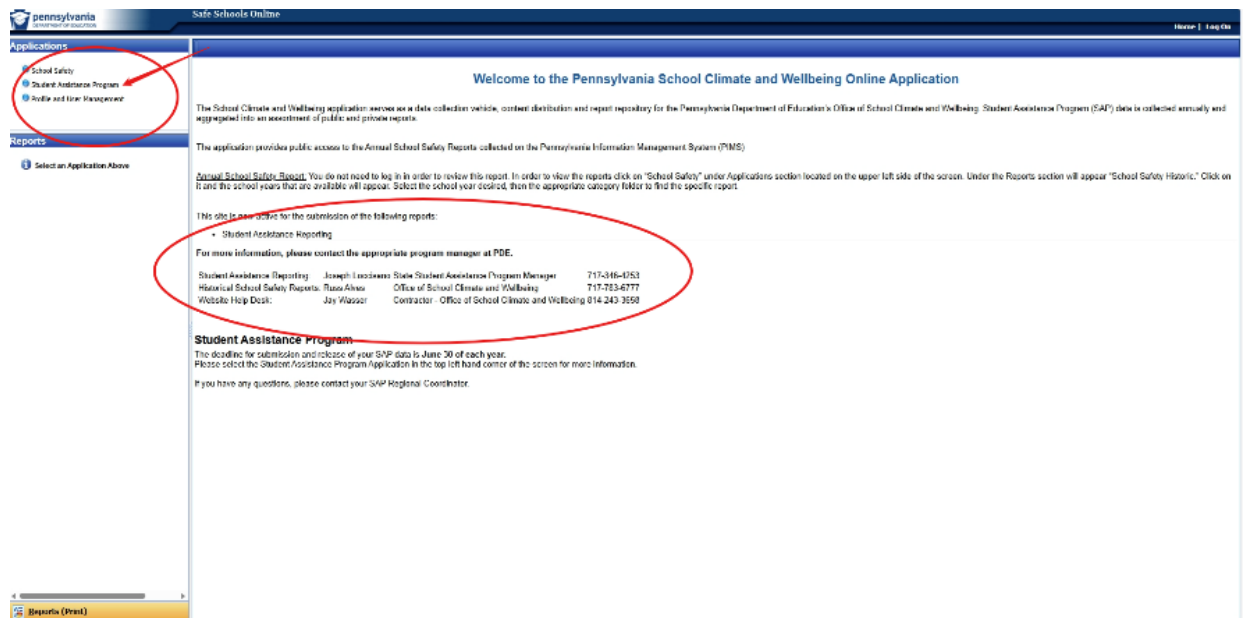 pennsylvania
DEPARTMENT OF EDUCATION
Safe Schools Online
Home | Log On
Applications
School Safety
Student Assistance Program
Profile and User Management
Reports
Select an Application Above
Welcome to the Pennsylvania School Climate and Wellbeing Online Application
The School Climate and Wellbeing application serves as a data collection vehicle, content distribution and report repository for the Pennsylvania Department of Education's Office of School Climate and Wellbeing. Student Assistance Program (SAP) data is collected annually and
aggregated into an assortment of public and private reports.
The application provides public access to the Annual School Safety Reports collected on the Pennsylvania Information Management System (PIMS)
Annual School Safety Report: You do not need to log in in order to review this report. In order to view the reports click on "School Safety" under Applications section located on the upper left side of the screen. Under the Reports section will appear "School Safety Historic." Click on
it and the school years that are available will appear. Select the school year desired, then the appropriate category folder to find the specific report
This site is now active for the submission of the following reports:
• Student Assistance Reporting
For more information, please contact the appropriate program manager at PDE.
Student Assistance Reporting Joseph State Student Assistance Program Manager 717-346-4253
Historical School Safety Reports: Russ Alves Office of School Climate and Wellbeing 717-783-6777
Website Help Desk: Jay Wasser Contractor - Office of School Climate and Wellbeing 814-243-3658
Student Assistance Program
The deadline for submission and release of your SAP data is June 30 of each year.
Please select the Student Assistance Program Application in the top left hand corner of the screen for more information.
If you have any questions, please contact your SAP Regional Coordinator.
Reports (Print)